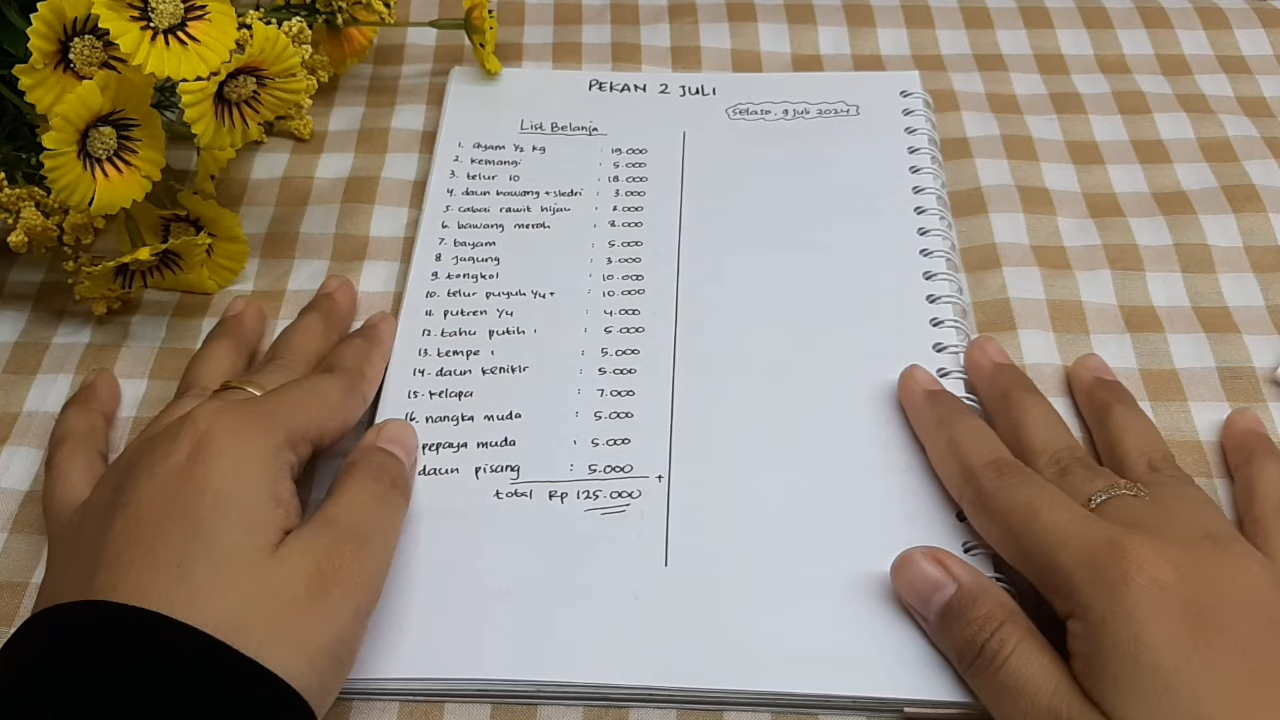 PEKAN 2 JULI
Selasa, 9 Juli 2024
List Belanja
1. ayam 1/2 kg : 19.000
2. kemangi : 5.000
3. telur 10 : 18.000
4. daun bawang + sledri : 3.000
5. cabai rawit hijau : 3.000
6. bawang merah : 8.000
7. bayam : 5.000
8 jagung : 3.000
9. tongkol : 10.000
10. telur puyuh 1/4 + : 10.000
11. putren 1/4 : 4.000
12. tahu putih 1 : 5.000
13. tempe 1 : 5.000
14. daun kenikir : 5.000
15. kelapa : 7.000
16. nangka muda : 5.000
pepaya muda : 5.000
daun pisang : 5.000 +
total Rp 125.000